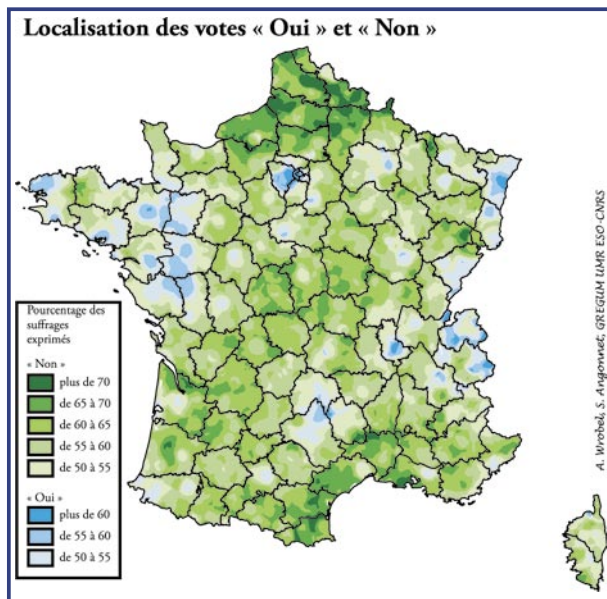 Localisation des votes « Oui » et « Non »
Pourcentage des
suffrages
exprimés
« Non »
plus de 70
de 65 à 70
de 60 à 65
de 55 à 60
de 50 à 55
« Oui »
plus de 60
de 55 à 60
de 50 à 55
A. Wrobel, S. Angonnet, GREGUM UMR ESO-CNRS